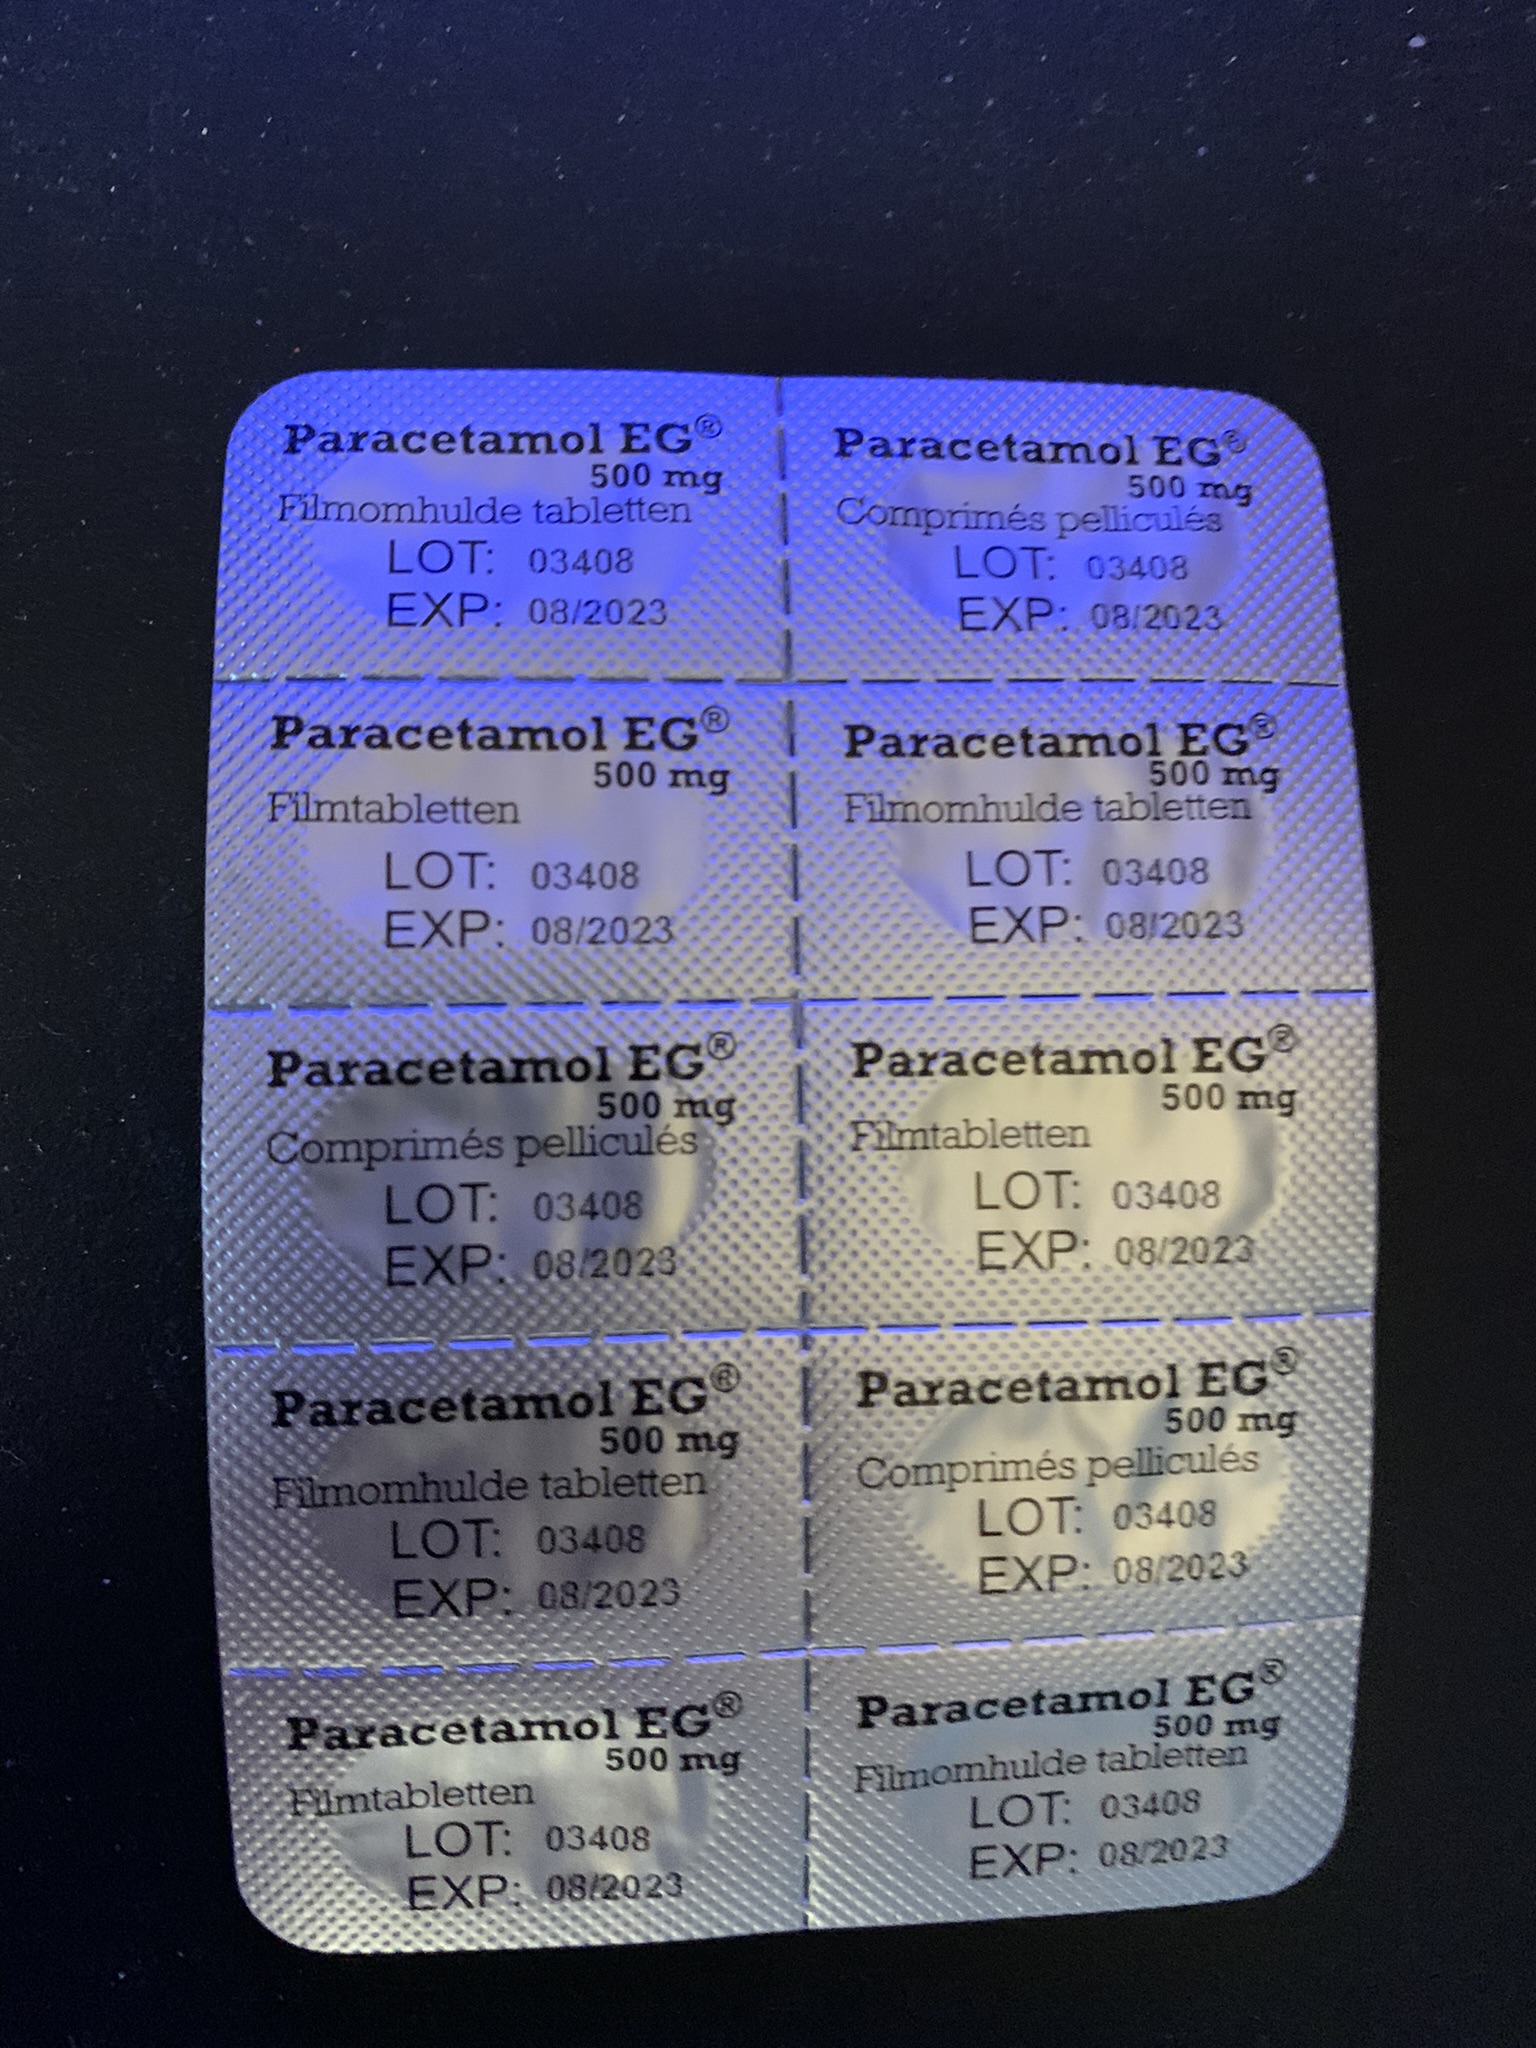 Paracetamol EG®
500 mg
Filmomhulde tabletten
LOT: 03408
EXP: 08/2023
Paracetamol EG®
500 mg
Comprimés pelliculés
LOT: 03408
EXP: 08/2023
Paracetamol EG®
500 mg
Filmtabletten
LOT: 03408
EXP: 08/2023
Paracetamol EG®
500 mg
Filmomhulde tabletten
LOT: 03408
EXP: 08/2023
Paracetamol EG®
500 mg
Comprimés pelliculés
LOT: 03408
EXP: 08/2023
Paracetamol EG®
500 mg
Filmtabletten
LOT: 03408
EXP: 08/2023
Paracetamol EG®
500 mg
Filmomhulde tabletten
LOT: 03408
EXP: 08/2023
Paracetamol EG®
500 mg
Comprimés pelliculés
LOT: 03408
EXP: 08/2023
Paracetamol EG®
500 mg
Filmtabletten
LOT: 03408
EXP: 08/2023
Paracetamol EG®
500 mg
Filmomhulde tabletten
LOT: 03408
EXP: 08/2023